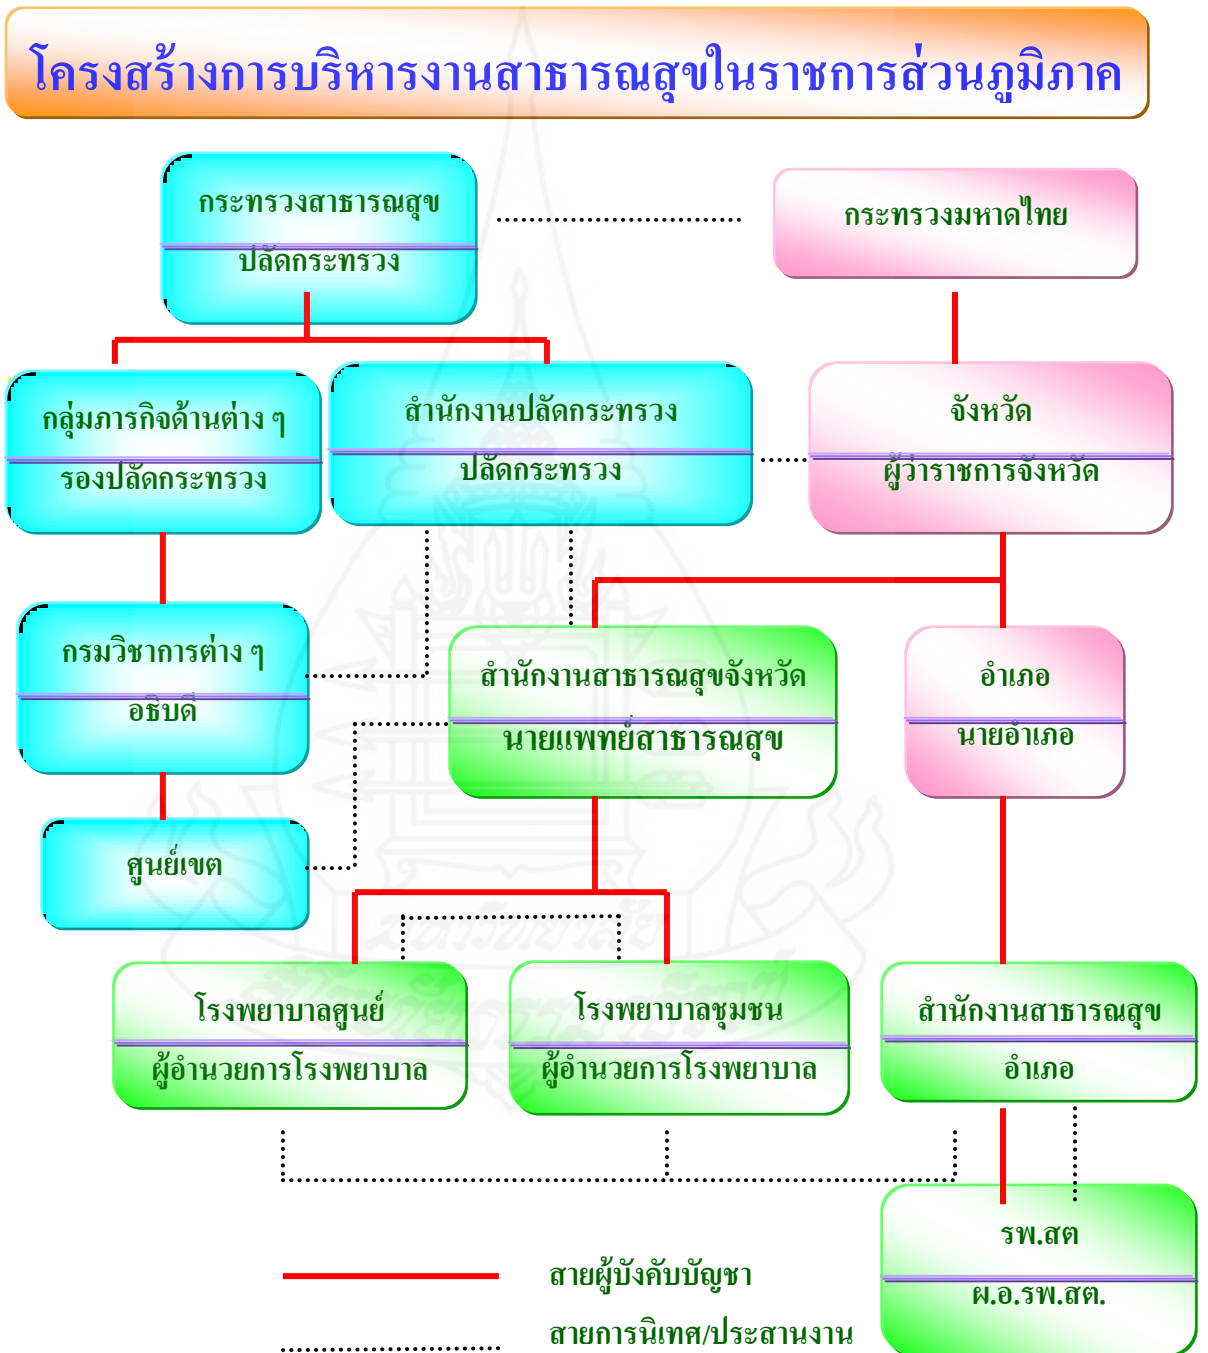 โครงสร้างการบริหารงานสาธารณสุขในราชการส่วนภูมิภาค
กระทรวงสาธารณสุข
ปลัดกระทรวง
กระทรวงมหาดไทย
กลุ่มภารกิจด้านต่าง ๆ
รองปลัดกระทรวง
สำนักงานปลัดกระทรวง
ปลัดกระทรวง
จังหวัด
ผู้ว่าราชการจังหวัด
กรมวิชาการต่าง ๆ
อธิบดี
สำนักงานสาธารณสุขจังหวัด
นายแพทย์สาธารณสุข
อำเภอ
นายอำเภอ
ศูนย์เขต
โรงพยาบาลศูนย์
ผู้อำนวยการโรงพยาบาล
โรงพยาบาลชุมชน
ผู้อำนวยการโรงพยาบาล
สำนักงานสาธารณสุข
อำเภอ
รพ.สต
ผ.อ.รพ.สต.
สายผู้บังคับบัญชา
สายการนิเทศ/ประสานงาน